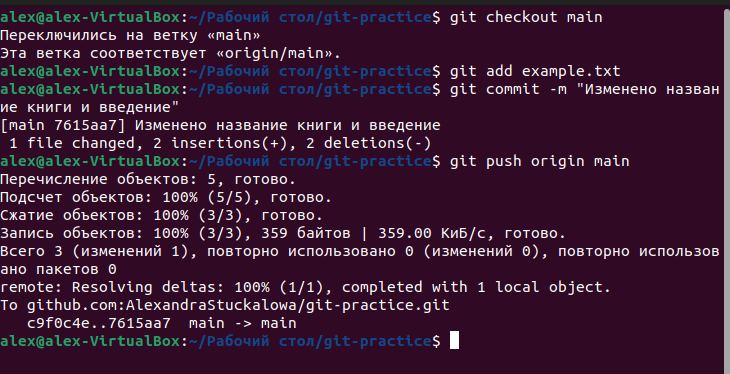 alex@alex-VirtualBox:~/Рабочий стол/git-practice$ git checkout main
Переключились на ветку «main»
Эта ветка соответствует «origin/main».
alex@alex-VirtualBox:~/Рабочий стол/git-practice$ git add example.txt
alex@alex-VirtualBox:~/Рабочий стол/git-practice$ git commit -m "Изменено назван
ие книги и введение"
[main 7615aa7] Изменено название книги и введение
 1 file changed, 2 insertions(+), 2 deletions(-)
alex@alex-VirtualBox:~/Рабочий стол/git-practice$ git push origin main
Перечисление объектов: 5, готово.
Подсчет объектов: 100% (5/5), готово.
Сжатие объектов: 100% (3/3), готово.
Запись объектов: 100% (3/3), 359 байтов | 359.00 КиБ/с, готово.
Всего 3 (изменений 1), повторно использовано 0 (изменений 0), повторно использов
ано пакетов 0
remote: Resolving deltas: 100% (1/1), completed with 1 local object.
To github.com:AlexandraStuckalowa/git-practice.git
   c9f0c4e..7615aa7  main -> main
alex@alex-VirtualBox:~/Рабочий стол/git-practice$